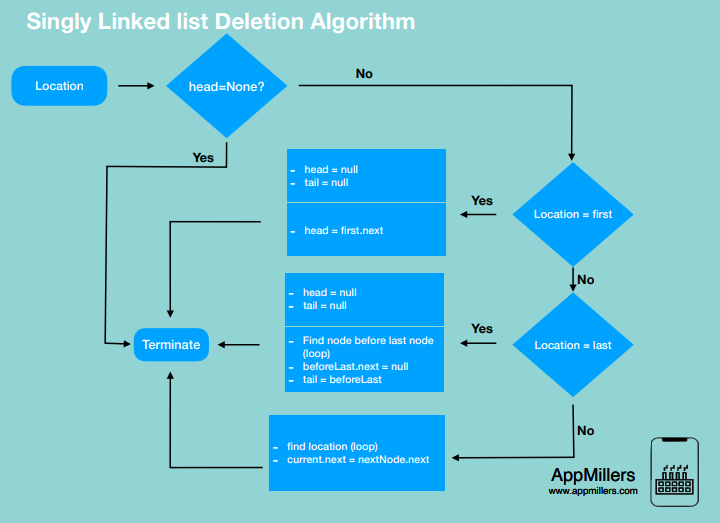 Singly Linked list Deletion Algorithm
Location
head=None?
No
Yes
- head = null
- tail = null
- head = first.next
Yes
Location = first
No
- head = null
- tail = null
- Find node before last node
(loop)
- beforeLast.next = null
- tail = beforeLast
Yes
Location = last
Terminate
No
- find location (loop)
- current.next = nextNode.next
AppMillers
www.appmillers.com